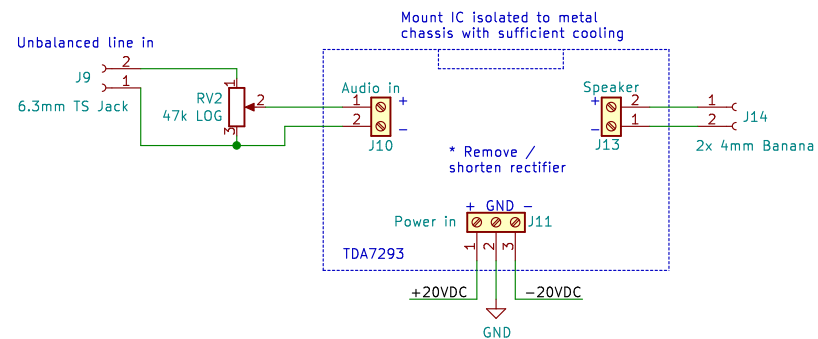 Mount IC isolated to metal
chassis with sufficient cooling
Unbalanced line in
2
J9
1
6.3mm TS Jack
1
RV2
2
47k LOG
3
Audio in
1
+
2
−
J10
Speaker
+
2
1
−
1
J13
1
2
J14
2x 4mm Banana
* Remove /
shorten rectifier
+ GND −
Power in
J11
1
2
3
TDA7293
+20VDC
−20VDC
GND